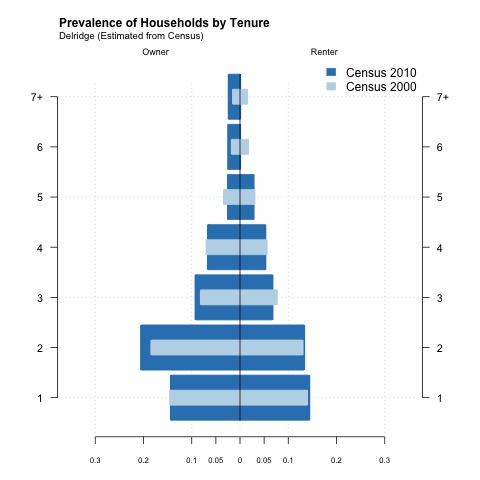 Prevalence of Households by Tenure
Delridge (Estimated from Census)
Owner Renter
Census 2010
Census 2000
7+ 7+
6 6
5 5
4 4
3 3
2 2
1 1
0.3 0.2 0.1 0.05 0 0.05 0.1 0.2 0.3